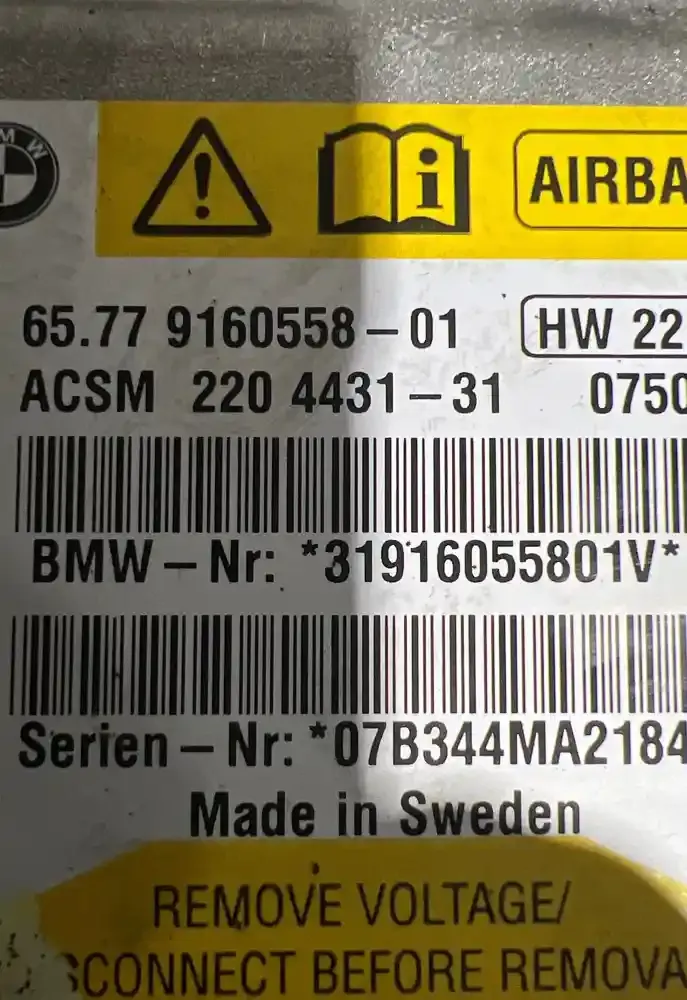 BMW
AIRBA
65.77 9160558–01 HW 22
ACSM 220 4431–31 0750
BMW–Nr: *31916055801V*
Serien–Nr: *07B344MA2184
Made in Sweden
REMOVE VOLTAGE/
SCONNECT BEFORE REMOVA